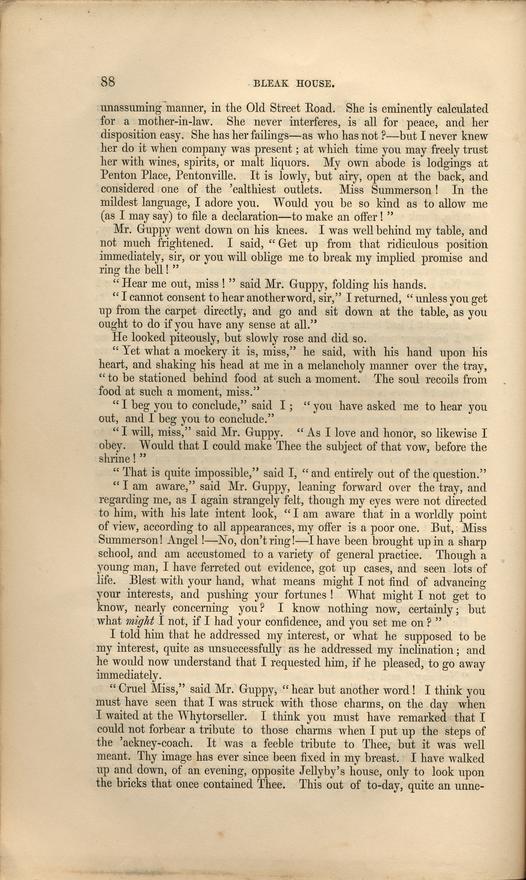 88
BLEAK HOUSE.
unassuming manner, in the Old Street Road. She is eminently calculated
for a mother-in-law. She never interferes, is all for peace, and her
disposition easy. She has her failings—as who has not?—but I never knew
her do it when company was present; at which time you may freely trust
her with wines, spirits, or malt liquors. My own abode is lodgings at
Penton Place, Pentonville. It is lowly, but airy, open at the back, and
considered one of the 'ealthiest outlets. Miss Summerson! In the
mildest language, I adore you. Would you be so kind as to allow me
(as I may say) to file a declaration—to make an offer!"
Mr. Guppy went down on his knees. I was well behind my table, and
not much frightened. I said, "Get up from that ridiculous position
immediately, sir, or you will oblige me to break my implied promise and
ring the bell!"
"Hear me out, miss!" said Mr. Guppy, folding his hands.
"I cannot consent to hear another word, sir," I returned, "unless you get
up from the carpet directly, and go and sit down at the table, as you
ought to do if you have any sense at all."
He looked piteously, but slowly rose and did so.
"Yet what a mockery it is, miss," he said, with his hand upon his
heart, and shaking his head at me in a melancholy manner over the tray,
"to be stationed behind food at such a moment. The soul recoils from
food at such a moment, miss."
"I beg you to conclude," said I; "you have asked me to hear you
out, and I beg you to conclude."
"I will, miss," said Mr. Guppy. "As I love and honor, so likewise I
obey. Would that I could make Thee the subject of that vow, before the
shrine!"
"That is quite impossible," said I, "and entirely out of the question."
"I am aware," said Mr. Guppy, leaning forward over the tray, and
regarding me, as I again strangely felt, though my eyes were not directed
to him, with his late intent look, "I am aware that in a worldly point
of view, according to all appearances, my offer is a poor one. But, Miss
Summerson! Angel!—No, don't ring!—I have been brought up in a sharp
school, and am accustomed to a variety of general practice. Though a
young man, I have ferreted out evidence, got up cases, and seen lots of
life. Blest with your hand, what means might I not find of advancing
your interests, and pushing your fortunes! What might I not get to
know, nearly concerning you? I know nothing now, certainly; but
what might I not, if I had your confidence, and you set me on?"
I told him that he addressed my interest, or what he supposed to be
my interest, quite as unsuccessfully as he addressed my inclination; and
he would now understand that I requested him, if he pleased, to go away
immediately.
"Cruel Miss," said Mr. Guppy, "hear but another word! I think you
must have seen that I was struck with those charms, on the day when
I waited at the Whytorseller. I think you must have remarked that I
could not forbear a tribute to those charms when I put up the steps of
the 'ackney-coach. It was a feeble tribute to Thee, but it was well
meant. Thy image has ever since been fixed in my breast. I have walked
up and down, of an evening, opposite Jellyby's house, only to look upon
the bricks that once contained Thee. This out of to-day, quite an unne-